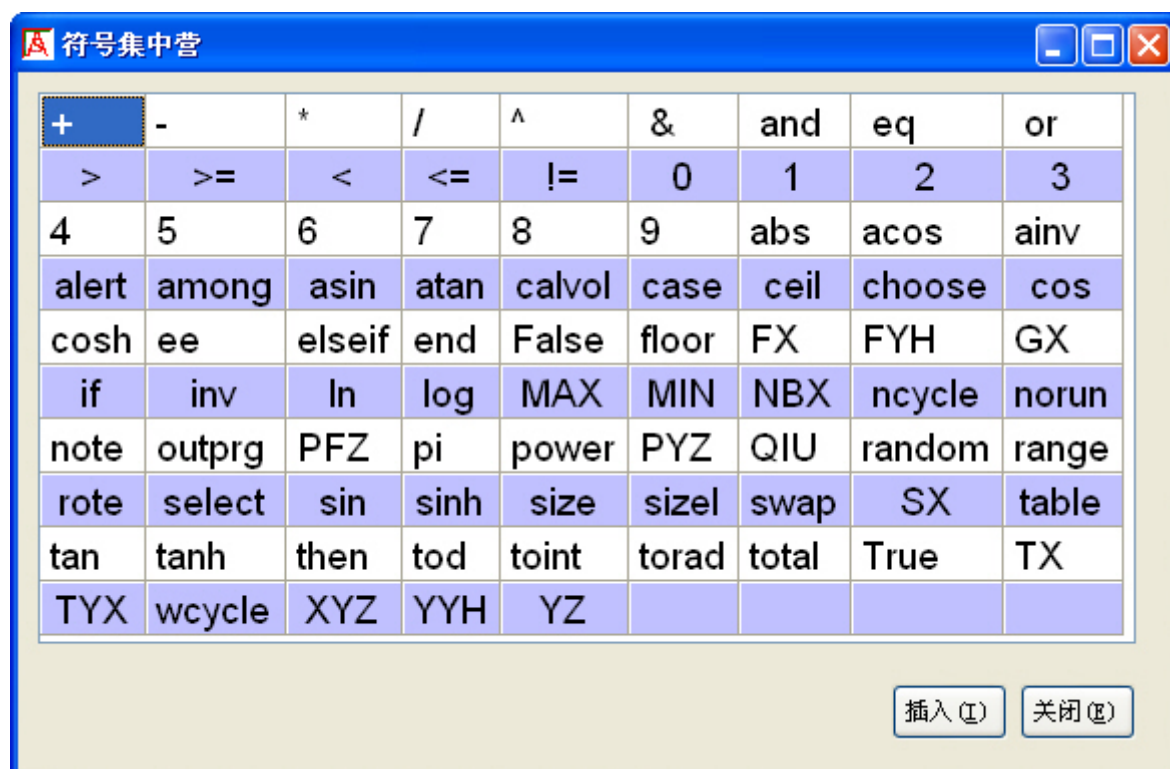 符号集中营
+ - * / ^ & and eq or
> >= < <= != 0 1 2 3
4 5 6 7 8 9 abs acos ainv
alert among asin atan calvol case ceil choose cos
cosh ee elseif end False floor FX FYH GX
if inv ln log MAX MIN NBX ncycle norun
note outprg PFZ pi power PYZ QIU random range
rote select sin sinh size sizel swap SX table
tan tanh then tod toint torad total True TX
TYX wcycle XYZ YYH YZ
插入(I) 关闭(E)